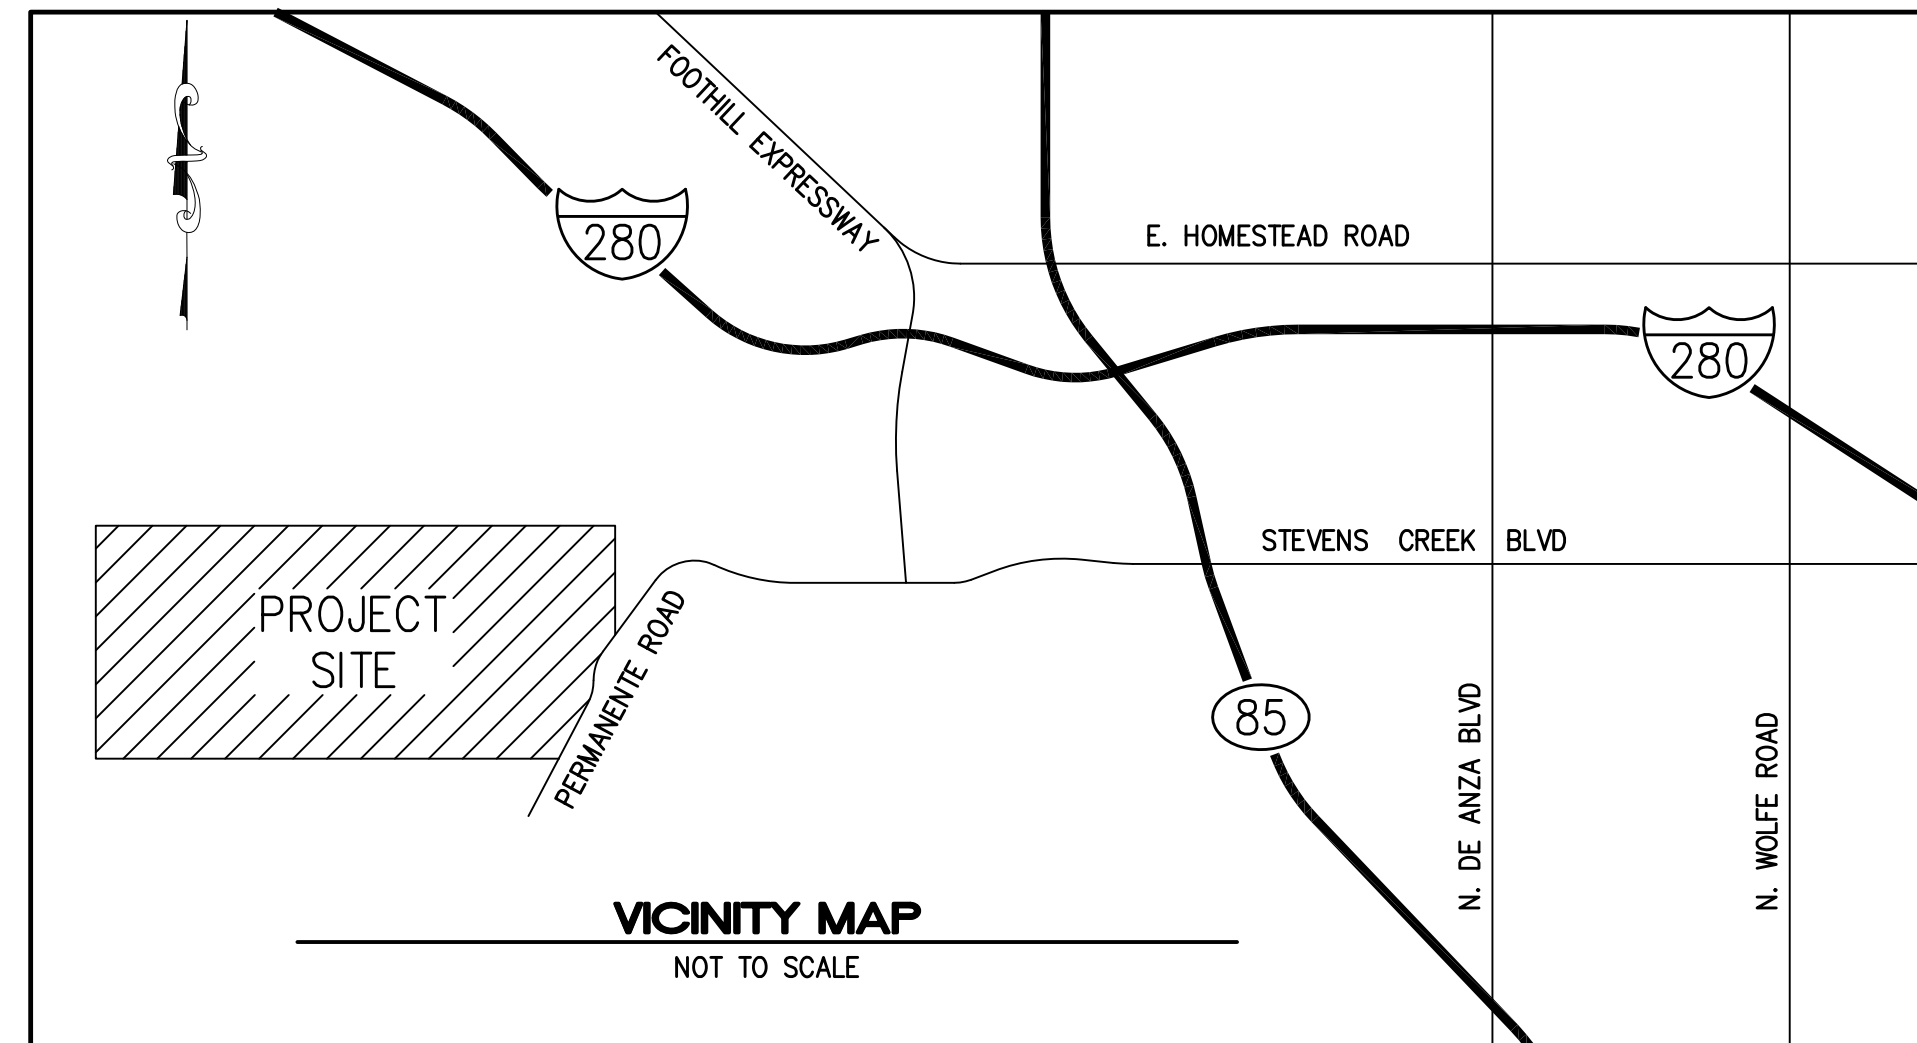 FOOTHILL EXPRESSWAY
280
E. HOMESTEAD ROAD
280
STEVENS CREEK BLVD
PROJECT
SITE
PERMANENTE ROAD
85
N. DE ANZA BLVD
N. WOLFE ROAD
VICINITY MAP
NOT TO SCALE